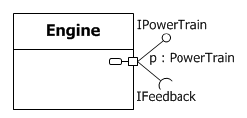 IPowerTrain
Engine
p : PowerTrain
IFeedback